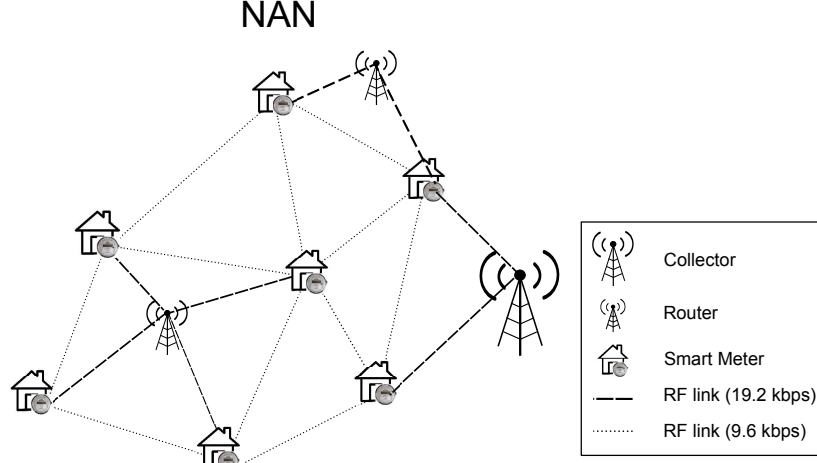 NAN
Collector
Router
Smart Meter
RF link (19.2 kbps)
RF link (9.6 kbps)